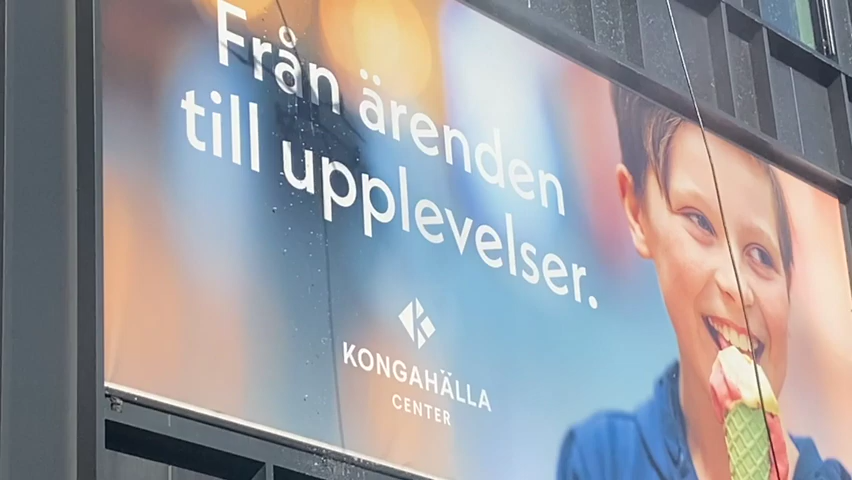 Från ärenden
till upplevelser.
KONGAHÄLLA
CENTER